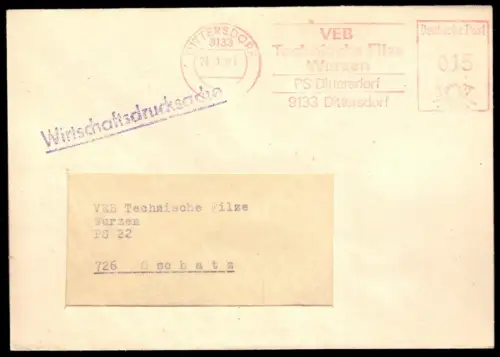 DITTERSDORF
9133
VEB
Technische Filze
Wurzen
PS Dittersdorf
9133 Dittersdorf
Deutsche Post
015
Wirtschaftsdrucksache
VEB Technische Filze
Wurzen
PG 22
726 Oschatz